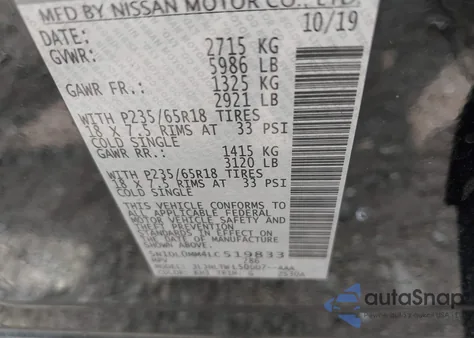 MFD BY NISSAN MOTOR CO., LTD.
DATE: 10/19
GVWR: 2715 KG
5986 LB
GAWR FR.: 1325 KG
2921 LB
WITH P235/65R18 TIRES
18 X 7.5 RIMS AT 33 PSI
COLD SINGLE
GAWR RR.: 1415 KG
3120 LB
WITH P235/65R18 TIRES
18 X 7.5 RIMS AT 33 PSI
COLD SINGLE
THIS VEHICLE CONFORMS TO
ALL APPLICABLE FEDERAL
MOTOR VEHICLE SAFETY AND
THEFT PREVENTION
STANDARDS IN EFFECT ON
THE DATE OF MANUFACTURE
SHOWN ABOVE.
5N1DL0MM4LC519833
MPV
MODEL:
COLOR: TRIM: G
autoSnap